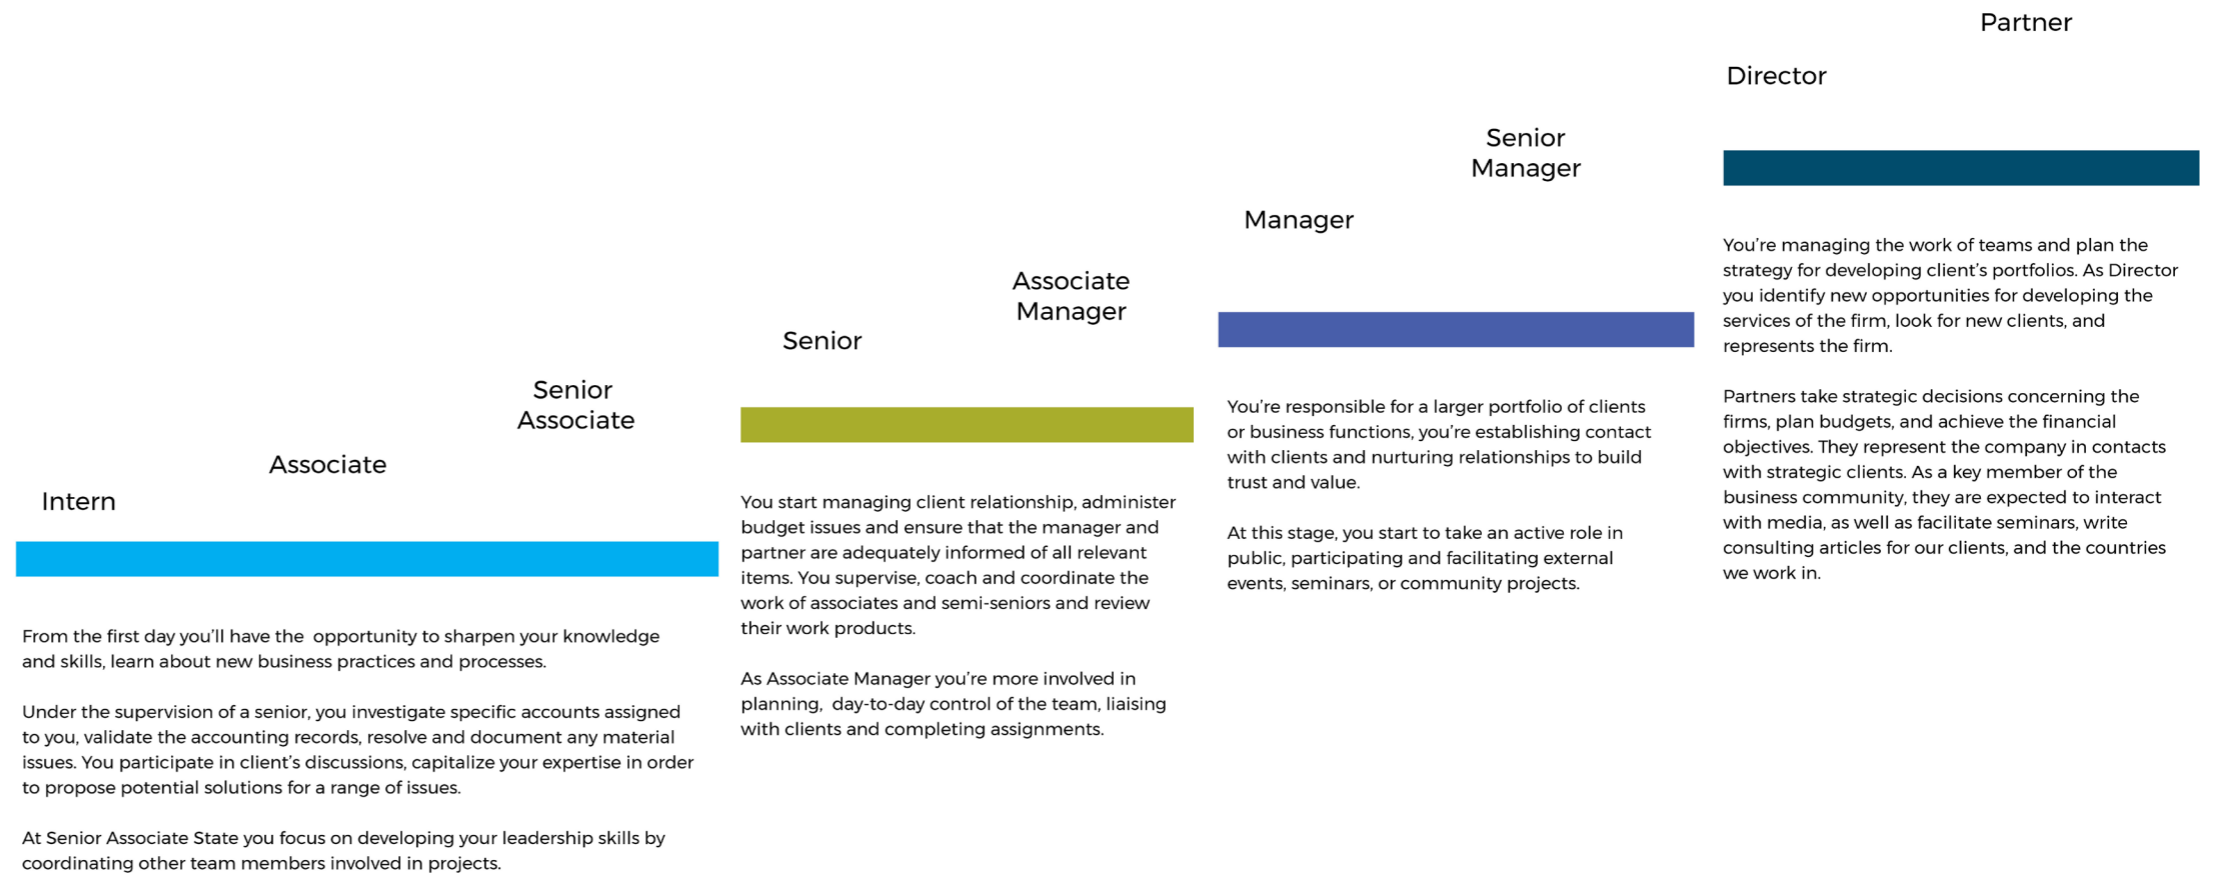 Intern
Associate
Senior
Associate
From the first day you'll have the  opportunity to sharpen your knowledge
and skills, learn about new business practices and processes.
Under the supervision of a senior, you investigate specific accounts assigned
to you, validate the accounting records, resolve and document any material
issues. You participate in client's discussions, capitalize your expertise in order
to propose potential solutions for a range of issues.
At Senior Associate State you focus on developing your leadership skills by
coordinating other team members involved in projects.
Senior
Associate
Manager
You start managing client relationship, administer
budget issues and ensure that the manager and
partner are adequately informed of all relevant
items. You supervise, coach and coordinate the
work of associates and semi-seniors and review
their work products.
As Associate Manager you're more involved in
planning,  day-to-day control of the team, liaising
with clients and completing assignments.
Manager
Senior
Manager
You're responsible for a larger portfolio of clients
or business functions, you're establishing contact
with clients and nurturing relationships to build
trust and value.
At this stage, you start to take an active role in
public, participating and facilitating external
events, seminars, or community projects.
Director
Partner
You're managing the work of teams and plan the
strategy for developing client's portfolios. As Director
you identify new opportunities for developing the
services of the firm, look for new clients, and
represents the firm.
Partners take strategic decisions concerning the
firms, plan budgets, and achieve the financial
objectives. They represent the company in contacts
with strategic clients. As a key member of the
business community, they are expected to interact
with media, as well as facilitate seminars, write
consulting articles for our clients, and the countries
we work in.